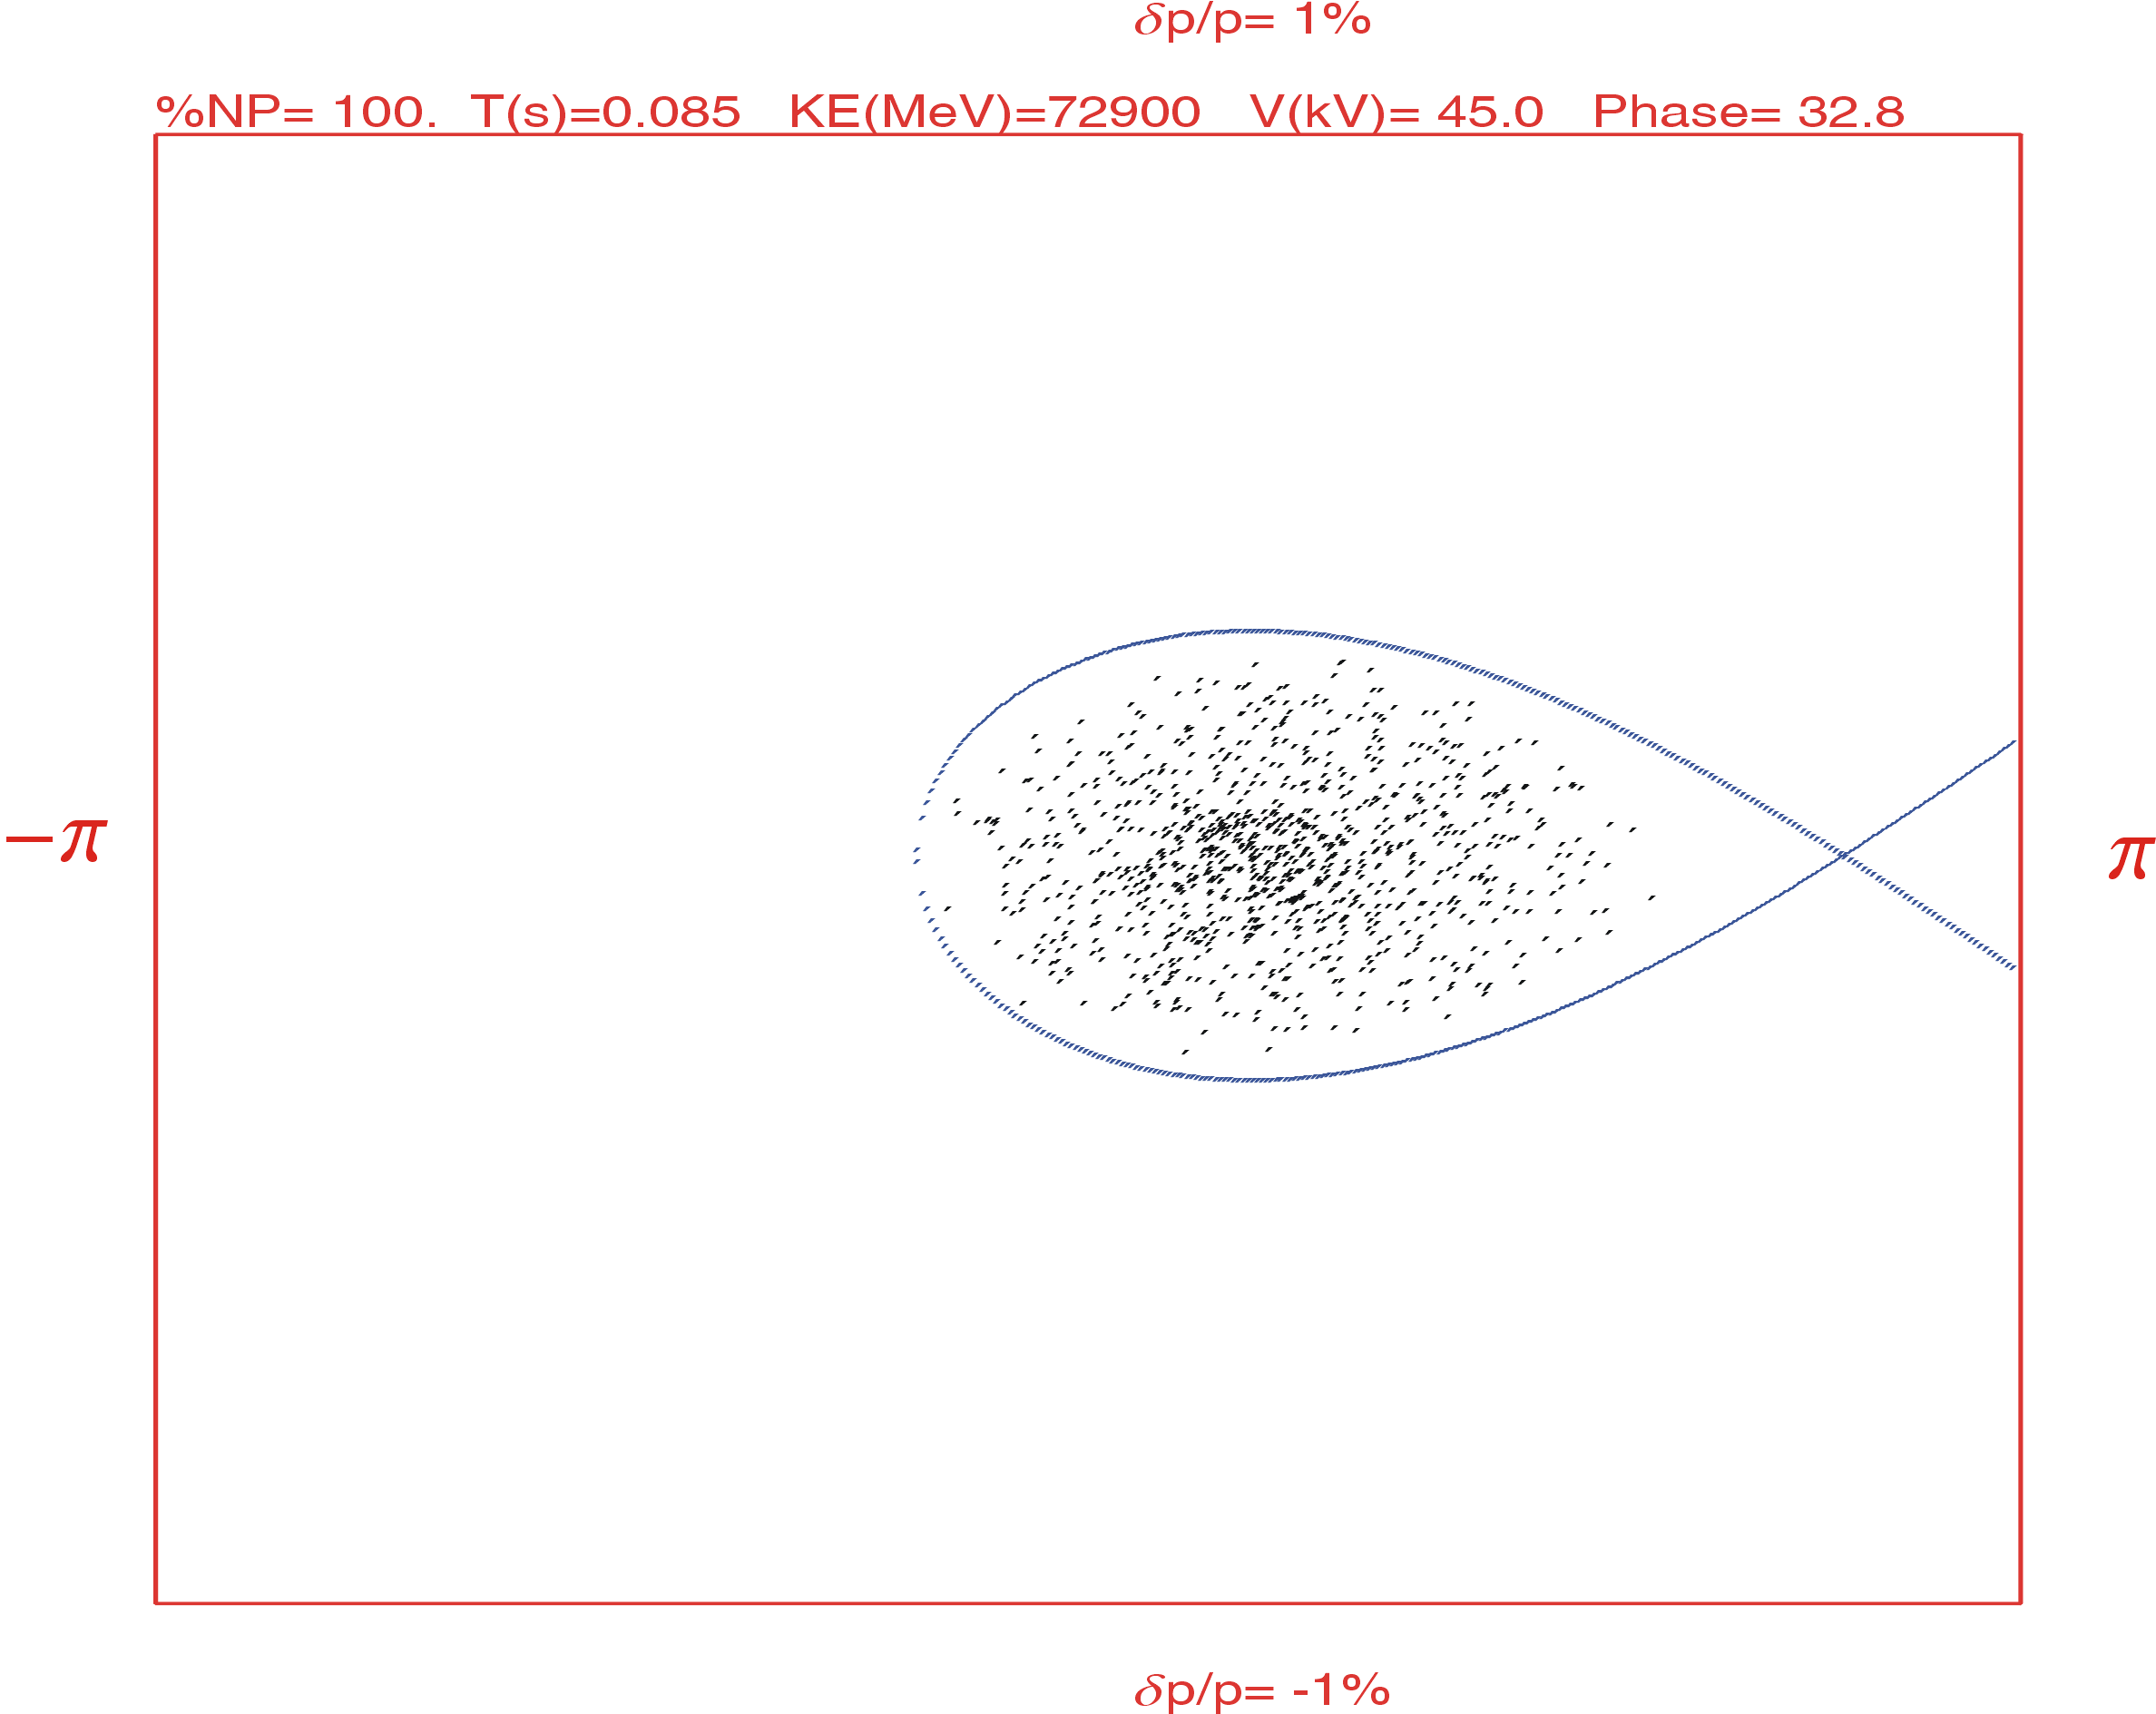 δp/p= 1%
%NP= 100. T(s)=0.085 KE(MeV)=72900 V(kV)= 45.0 Phase= 32.8
−π
π
δp/p= -1%